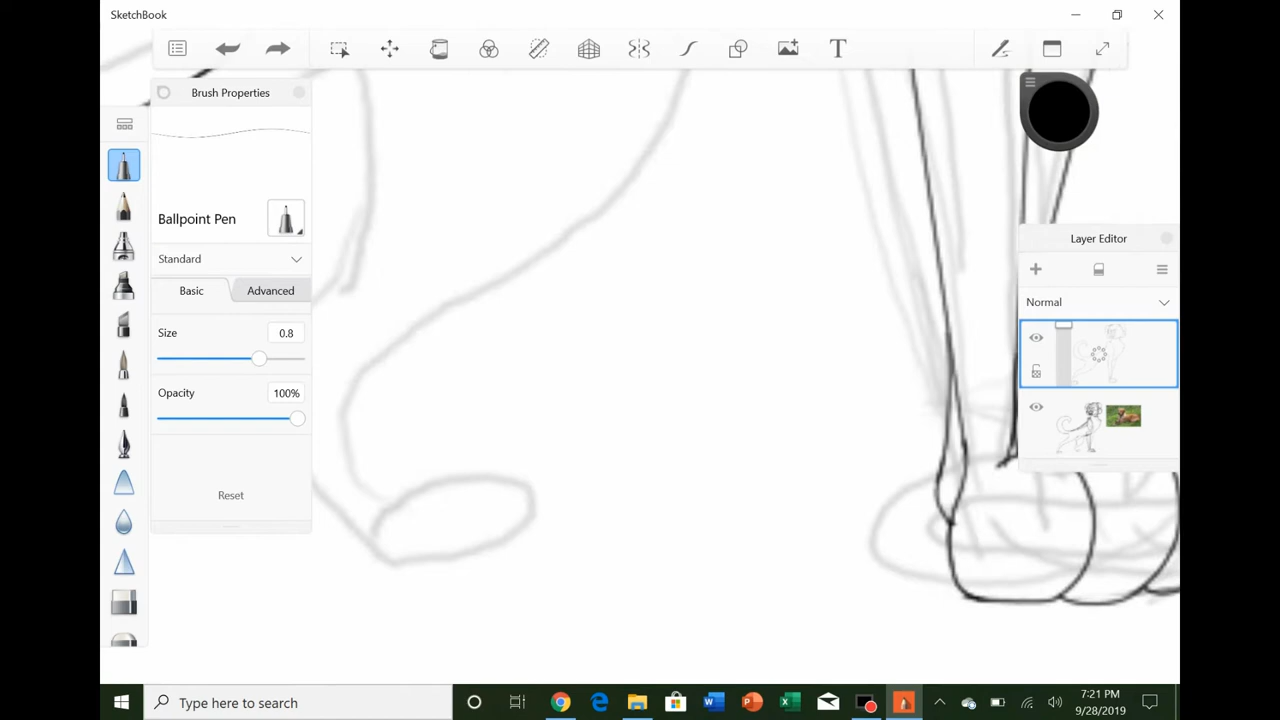 SketchBook
T
Brush Properties
Ballpoint Pen
Standard
Basic Advanced
Size 0.8
Opacity 100%
Reset
Layer Editor
Normal
Type here to search
7:21 PM
9/28/2019